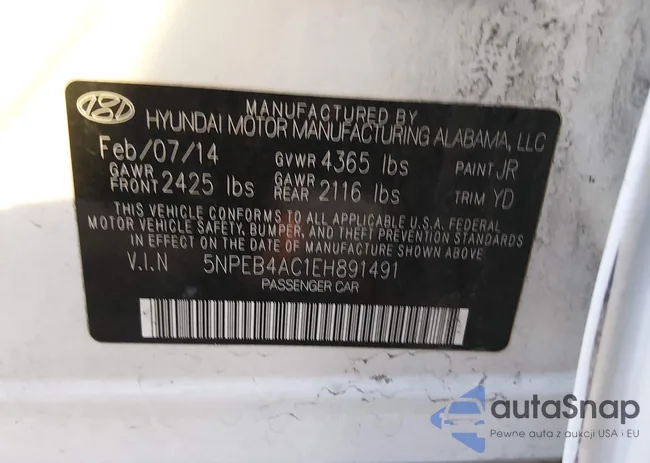 MANUFACTURED BY
HYUNDAI MOTOR MANUFACTURING ALABAMA, LLC
Feb/07/14 GVWR 4365 lbs PAINT JR
GAWR FRONT 2425 lbs GAWR REAR 2116 lbs TRIM YD
THIS VEHICLE CONFORMS TO ALL APPLICABLE U.S.A. FEDERAL
MOTOR VEHICLE SAFETY, BUMPER, AND THEFT PREVENTION STANDARDS
IN EFFECT ON THE DATE OF MANUFACTURE SHOWN ABOVE
V.I.N 5NPEB4AC1EH891491
PASSENGER CAR
autaSnap
Pewne auta z aukcji USA i EU